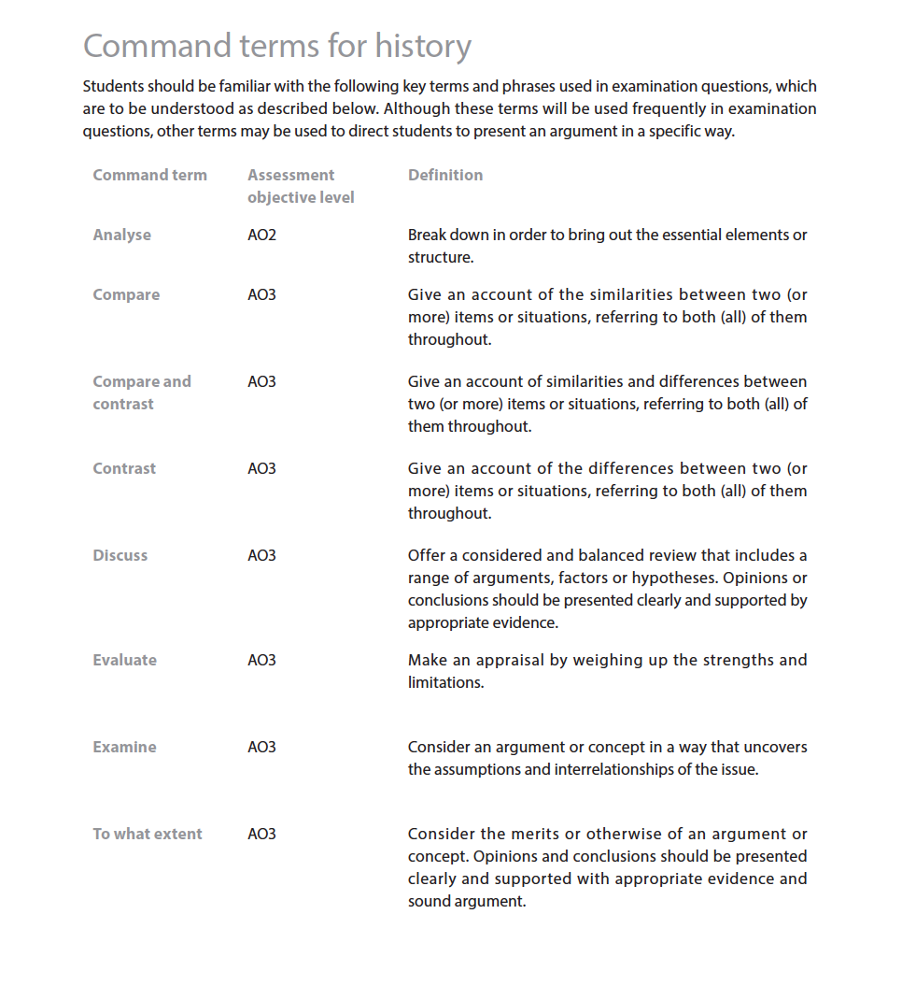 Command terms for history
Students should be familiar with the following key terms and phrases used in examination questions, which
are to be understood as described below. Although these terms will be used frequently in examination
questions, other terms may be used to direct students to present an argument in a specific way.
Command term Assessment objective level Definition
Analyse AO2 Break down in order to bring out the essential elements or
structure.
Compare AO3 Give an account of the similarities between two (or
more) items or situations, referring to both (all) of them
throughout.
Compare and contrast AO3 Give an account of similarities and differences between
two (or more) items or situations, referring to both (all) of
them throughout.
Contrast AO3 Give an account of the differences between two (or
more) items or situations, referring to both (all) of them
throughout.
Discuss AO3 Offer a considered and balanced review that includes a
range of arguments, factors or hypotheses. Opinions or
conclusions should be presented clearly and supported by
appropriate evidence.
Evaluate AO3 Make an appraisal by weighing up the strengths and
limitations.
Examine AO3 Consider an argument or concept in a way that uncovers
the assumptions and interrelationships of the issue.
To what extent AO3 Consider the merits or otherwise of an argument or
concept. Opinions and conclusions should be presented
clearly and supported with appropriate evidence and
sound argument.